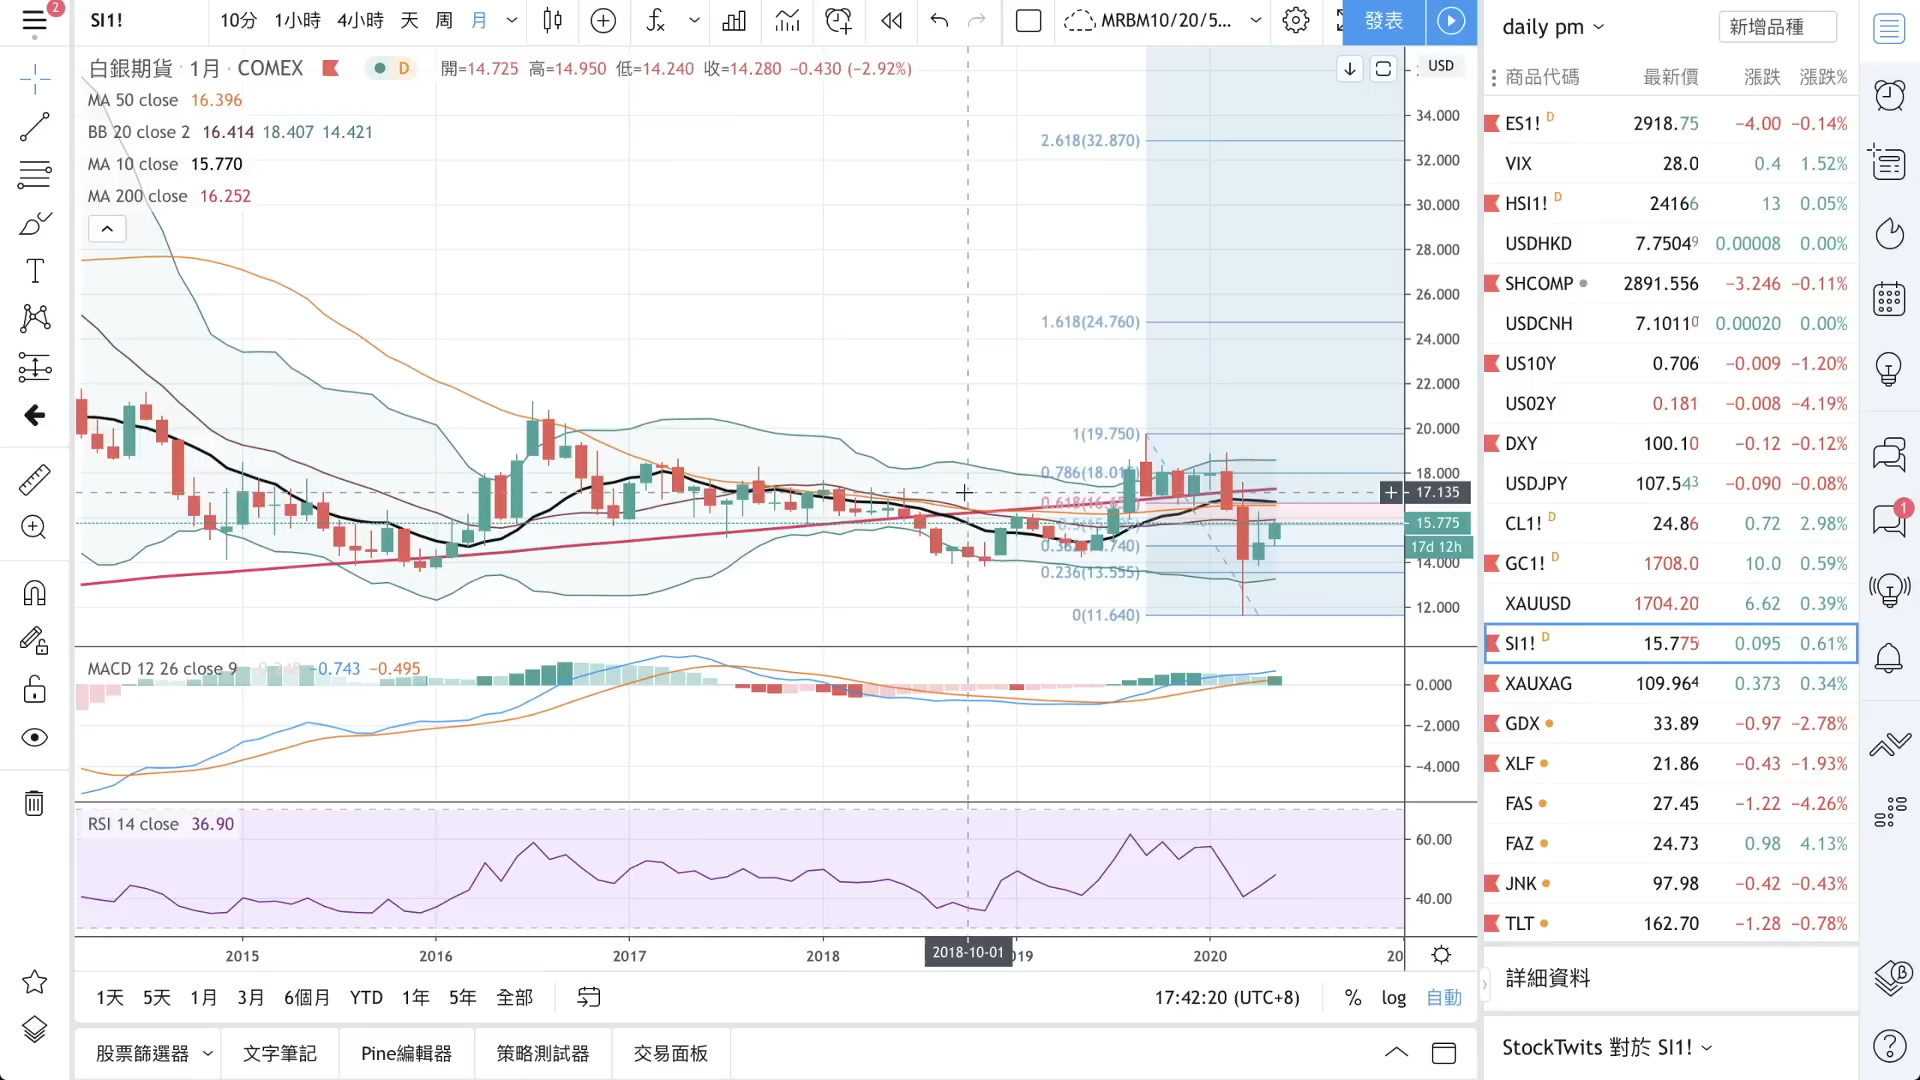 2
SI1!
10分 1小時 4小時 天 周 月
MRBM10/20/5...
發表
白銀期貨 · 1月 · COMEX D 開=14.725 高=14.950 低=14.240 收=14.280 −0.430 (−2.92%)
MA 50 close 16.396
BB 20 close 2 16.414 18.407 14.421
MA 10 close 15.770
MA 200 close 16.252
USD
34.000
32.000
30.000
28.000
26.000
24.000
22.000
20.000
18.000
17.135
15.775
17d 12h
14.000
12.000
2.618(32.870)
1.618(24.760)
1(19.750)
0.236(13.555)
0(11.640)
MACD 12 26 close 9 −0.743 −0.495
0.000
−2.000
−4.000
RSI 14 close 36.90
60.00
40.00
2015 2016 2017 2018 2018-10-01 019 2020 20
1天 5天 1月 3月 6個月 YTD 1年 5年 全部
17:42:20 (UTC+8) % log 自動
股票篩選器 文字筆記 Pine編輯器 策略測試器 交易面板
daily pm 新增品種
商品代碼 最新價 漲跌 漲跌%
ES1! D 2918.75 −4.00 −0.14%
VIX 28.0 0.4 1.52%
HSI1! D 24166 13 0.05%
USDHKD 7.75049 0.00008 0.00%
SHCOMP 2891.556 −3.246 −0.11%
USDCNH 7.10110 0.00020 0.00%
US10Y 0.706 −0.009 −1.20%
US02Y 0.181 −0.008 −4.19%
DXY 100.10 −0.12 −0.12%
USDJPY 107.543 −0.090 −0.08%
CL1! D 24.86 0.72 2.98%
GC1! D 1708.0 10.0 0.59%
XAUUSD 1704.20 6.62 0.39%
SI1! D 15.775 0.095 0.61%
XAUXAG 109.964 0.373 0.34%
GDX 33.89 −0.97 −2.78%
XLF 21.86 −0.43 −1.93%
FAS 27.45 −1.22 −4.26%
FAZ 24.73 0.98 4.13%
JNK 97.98 −0.42 −0.43%
TLT 162.70 −1.28 −0.78%
詳細資料
StockTwits 對於 SI1!
1